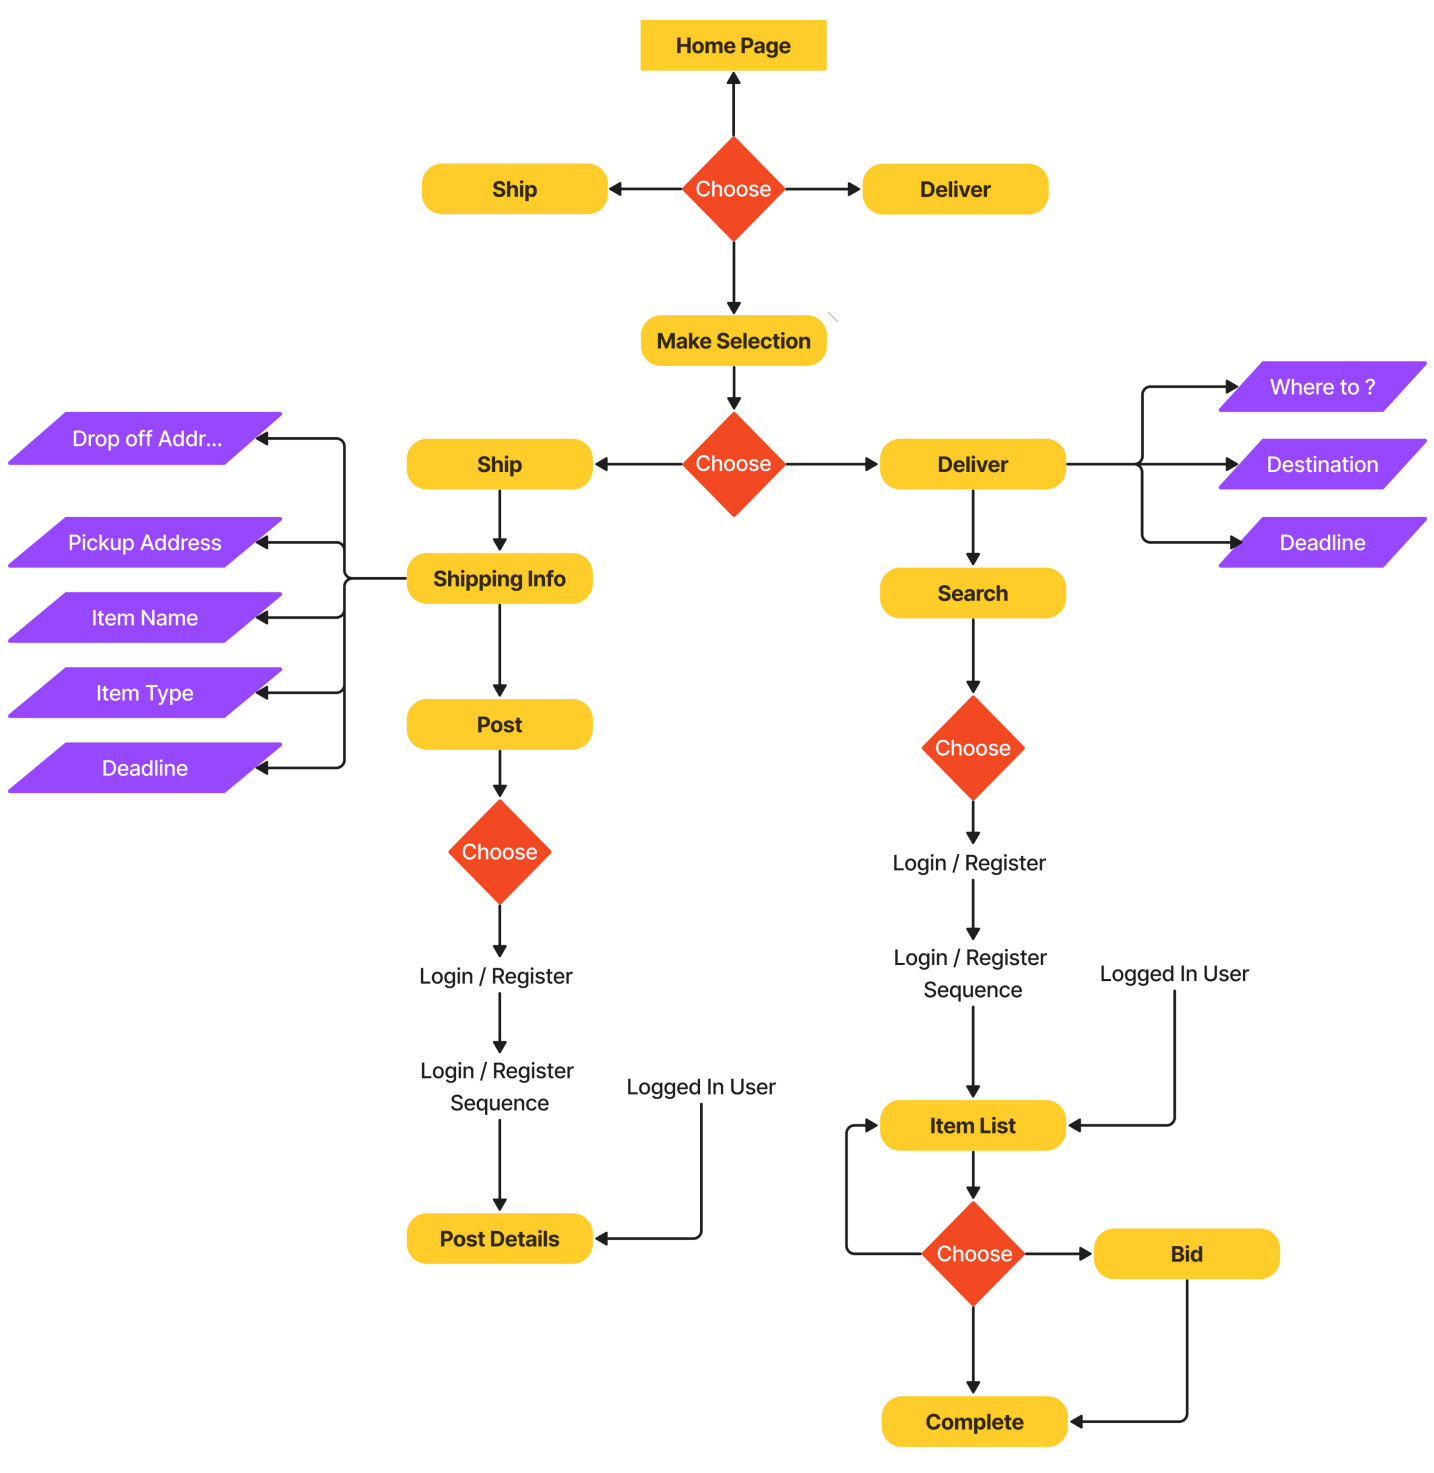 Home Page
Ship
Choose
Deliver
Make Selection
Where to ?
Drop off Addr...
Ship
Choose
Deliver
Destination
Pickup Address
Deadline
Shipping Info
Search
Item Name
Item Type
Post
Choose
Deadline
Choose
Login / Register
Login / Register
Sequence
Logged In User
Login / Register
Login / Register
Sequence
Logged In User
Item List
Post Details
Choose
Bid
Complete